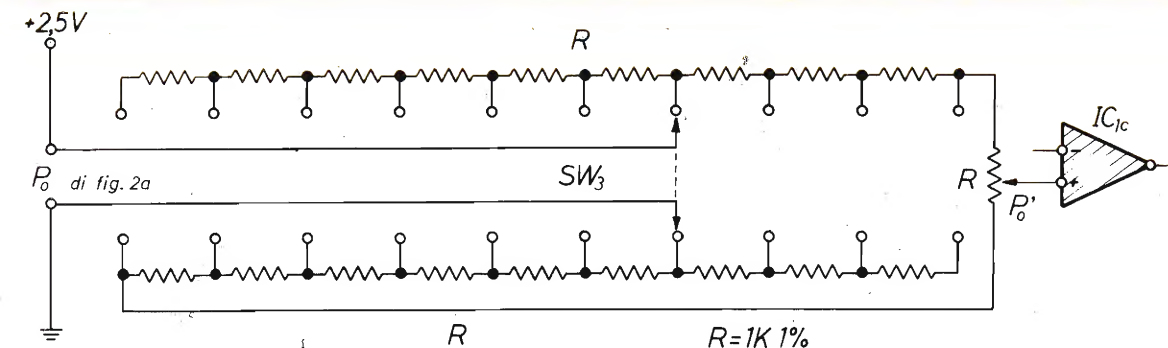 +2,5V
R
IC1c
P0 di fig. 2a
SW3
R
P0'
R
R=1K 1%